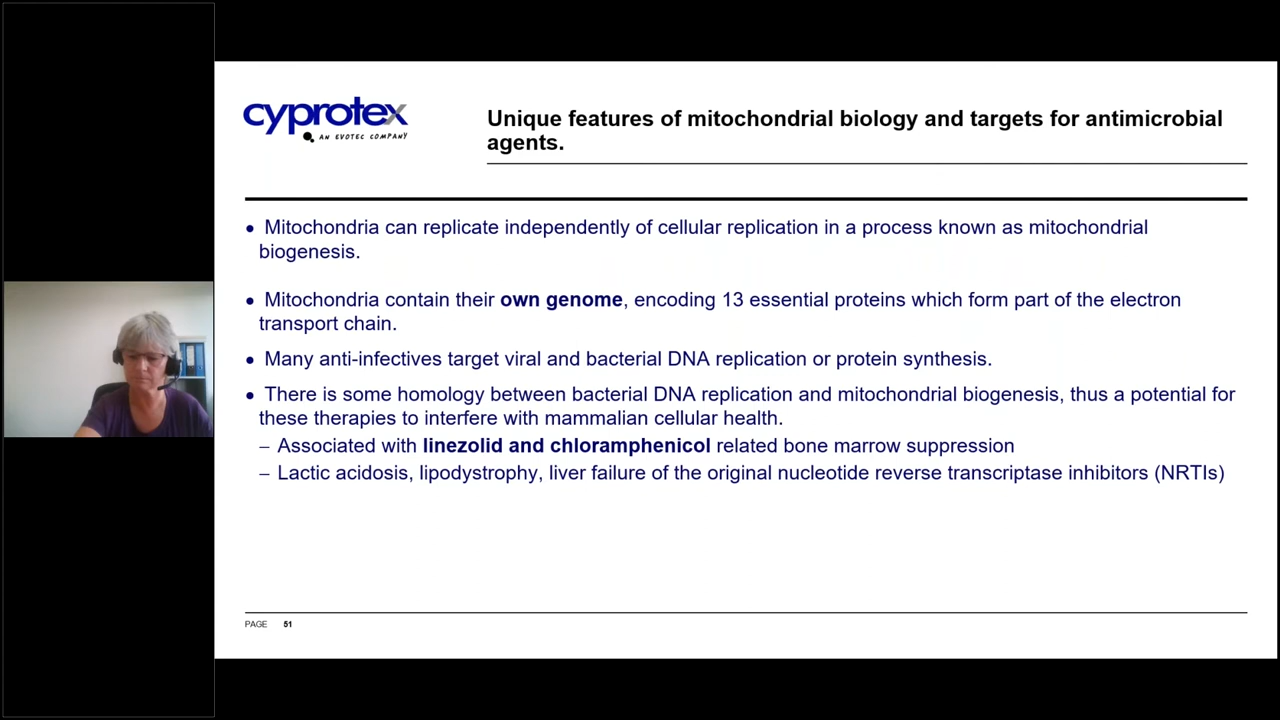 cyprotex
AN EVOTEC COMPANY
Unique features of mitochondrial biology and targets for antimicrobial
agents.
• Mitochondria can replicate independently of cellular replication in a process known as mitochondrial
biogenesis.
• Mitochondria contain their own genome, encoding 13 essential proteins which form part of the electron
transport chain.
• Many anti-infectives target viral and bacterial DNA replication or protein synthesis.
• There is some homology between bacterial DNA replication and mitochondrial biogenesis, thus a potential for
these therapies to interfere with mammalian cellular health.
– Associated with linezolid and chloramphenicol related bone marrow suppression
– Lactic acidosis, lipodystrophy, liver failure of the original nucleotide reverse transcriptase inhibitors (NRTIs)
PAGE 51